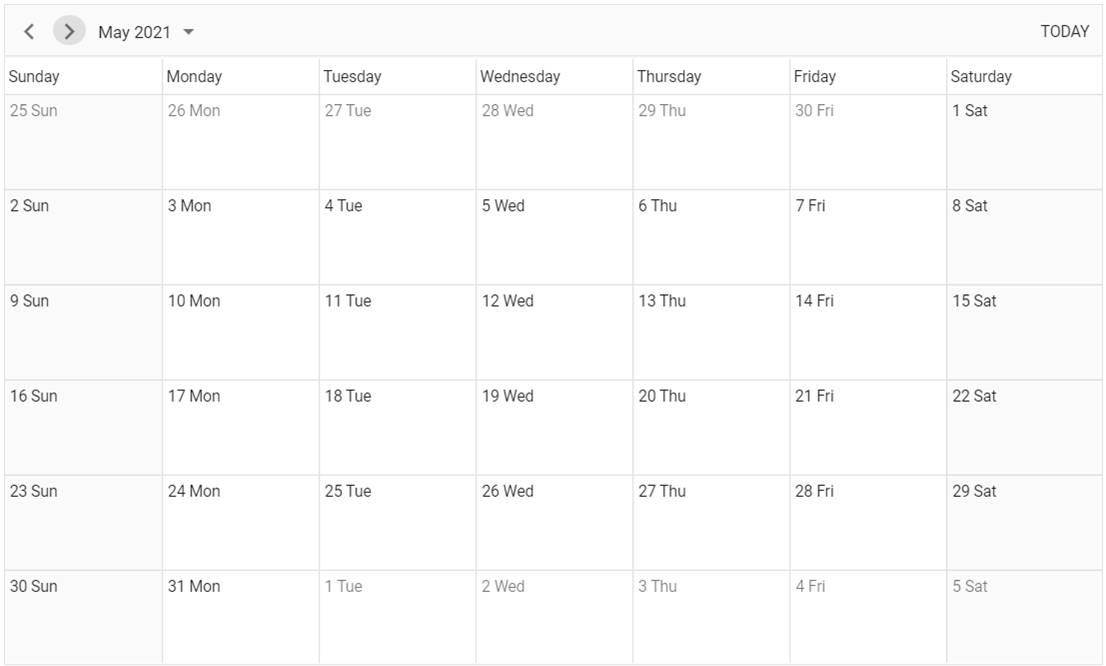 May 2021 TODAY
Sunday Monday Tuesday Wednesday Thursday Friday Saturday
25 Sun 26 Mon 27 Tue 28 Wed 29 Thu 30 Fri 1 Sat
2 Sun 3 Mon 4 Tue 5 Wed 6 Thu 7 Fri 8 Sat
9 Sun 10 Mon 11 Tue 12 Wed 13 Thu 14 Fri 15 Sat
16 Sun 17 Mon 18 Tue 19 Wed 20 Thu 21 Fri 22 Sat
23 Sun 24 Mon 25 Tue 26 Wed 27 Thu 28 Fri 29 Sat
30 Sun 31 Mon 1 Tue 2 Wed 3 Thu 4 Fri 5 Sat